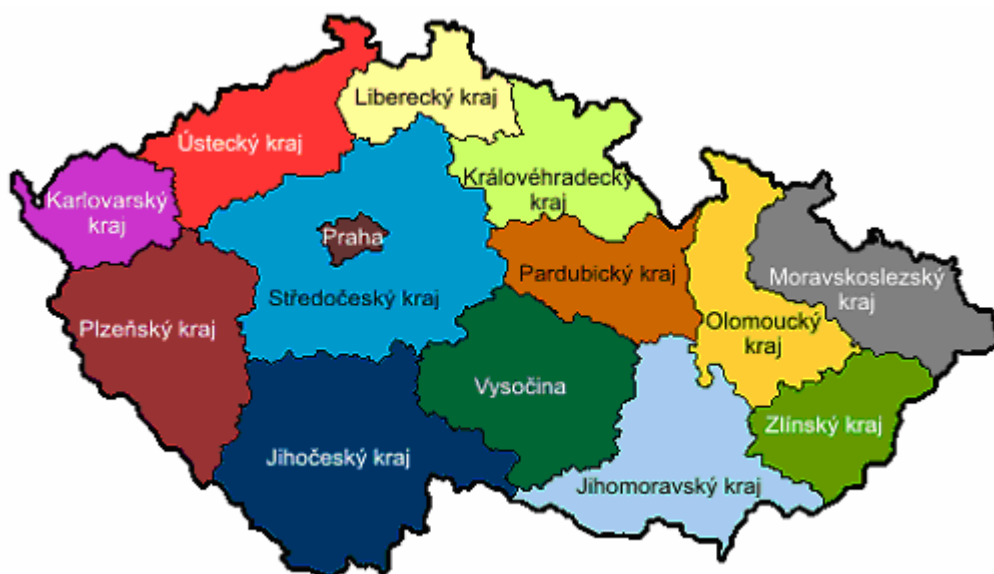 Liberecký kraj
Ústecký kraj
Královéhradecký
kraj
Karlovarský
kraj
Praha
Pardubický kraj
Moravskoslezský
kraj
Středočeský kraj
Plzeňský kraj
Olomoucký
kraj
Vysočina
Zlínský kraj
Jihočeský kraj
Jihomoravský kraj